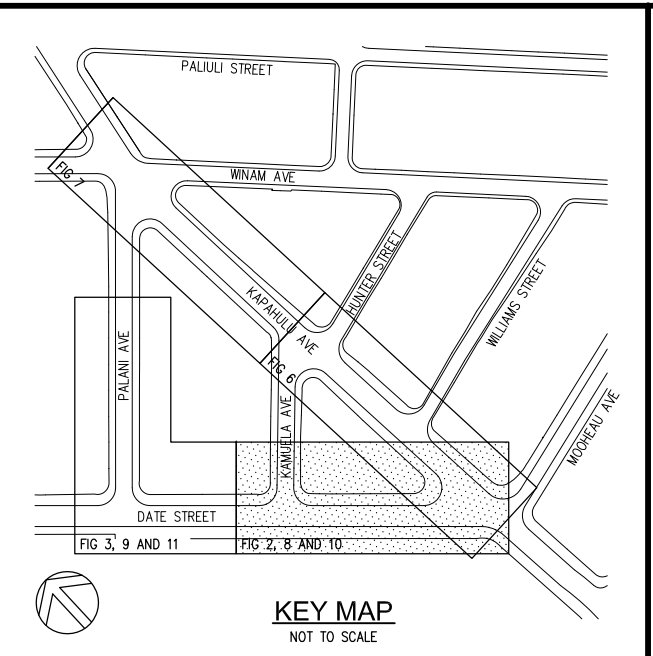 PALIULI STREET
WINAM AVE
FIG 7
HUNTER STREET
KAPAHULU AVE
WILLIAMS STREET
PALANI AVE
FIG 6
KAMUELA AVE
MOOHEAU AVE
DATE STREET
FIG 3, 9 AND 11
FIG 2, 8 AND 10
KEY MAP
NOT TO SCALE